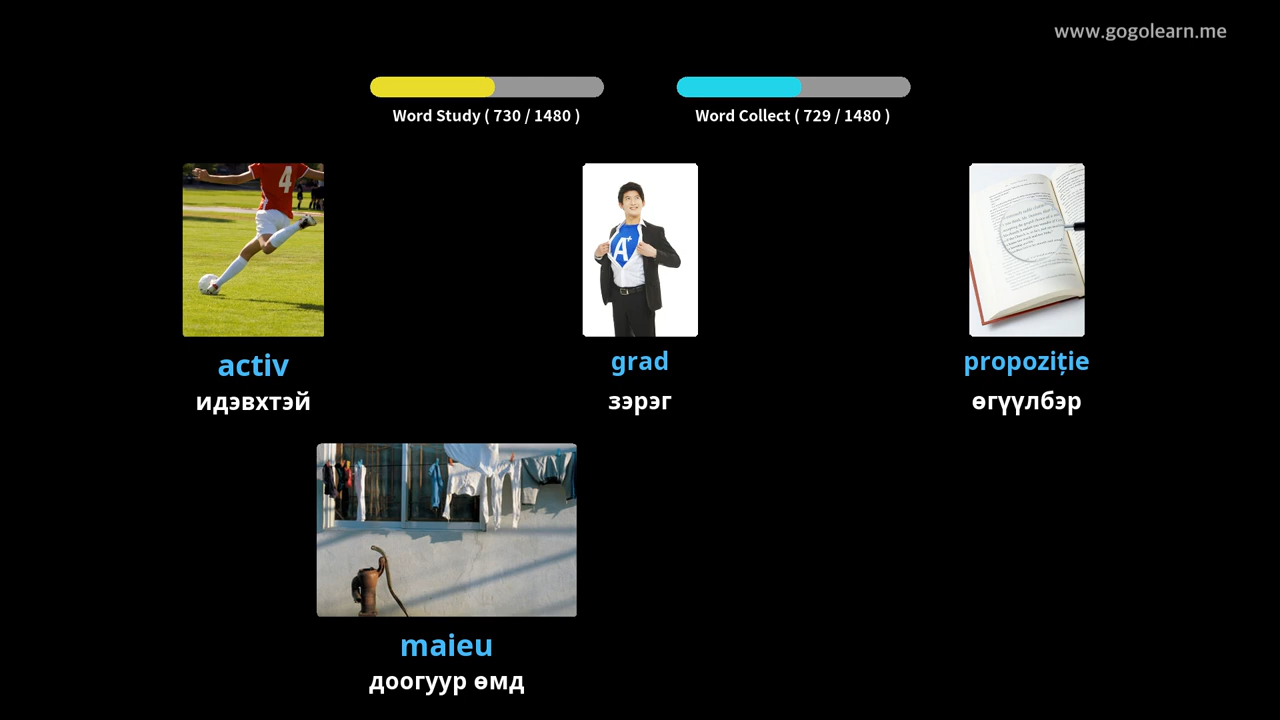 www.gogolearn.me
Word Study ( 730 / 1480 )
Word Collect ( 729 / 1480 )
4
A+
activ
grad
propoziție
идэвхтэй
зэрэг
өгүүлбэр
maieu
доогуур өмд